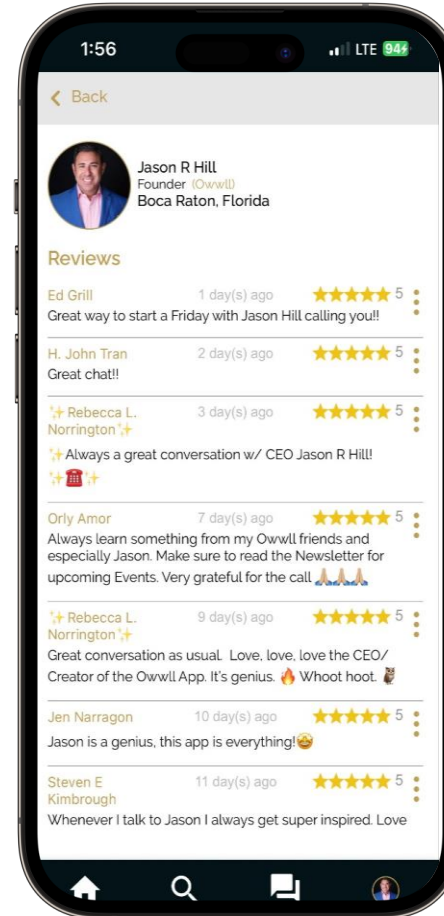 1:56
LTE 94
Back
Jason R Hill
Founder (Owwll)
Boca Raton, Florida
Reviews
Ed Grill 1 day(s) ago 5
Great way to start a Friday with Jason Hill calling you!!
H. John Tran 2 day(s) ago 5
Great chat!!
✨Rebecca L. 3 day(s) ago 5
Norrington✨
✨Always a great conversation w/ CEO Jason R Hill!
✨☎️✨
Orly Amor 7 day(s) ago 5
Always learn something from my Owwll friends and
especially Jason. Make sure to read the Newsletter for
upcoming Events. Very grateful for the call 🙏🏼🙏🏼🙏🏼
✨Rebecca L. 9 day(s) ago 5
Norrington✨
Great conversation as usual. Love, love, love the CEO/
Creator of the Owwll App. It's genius. 🔥 Whoot hoot. 🦉
Jen Narragon 10 day(s) ago 5
Jason is a genius, this app is everything!🤩
Steven E 11 day(s) ago 5
Kimbrough
Whenever I talk to Jason I always get super inspired. Love